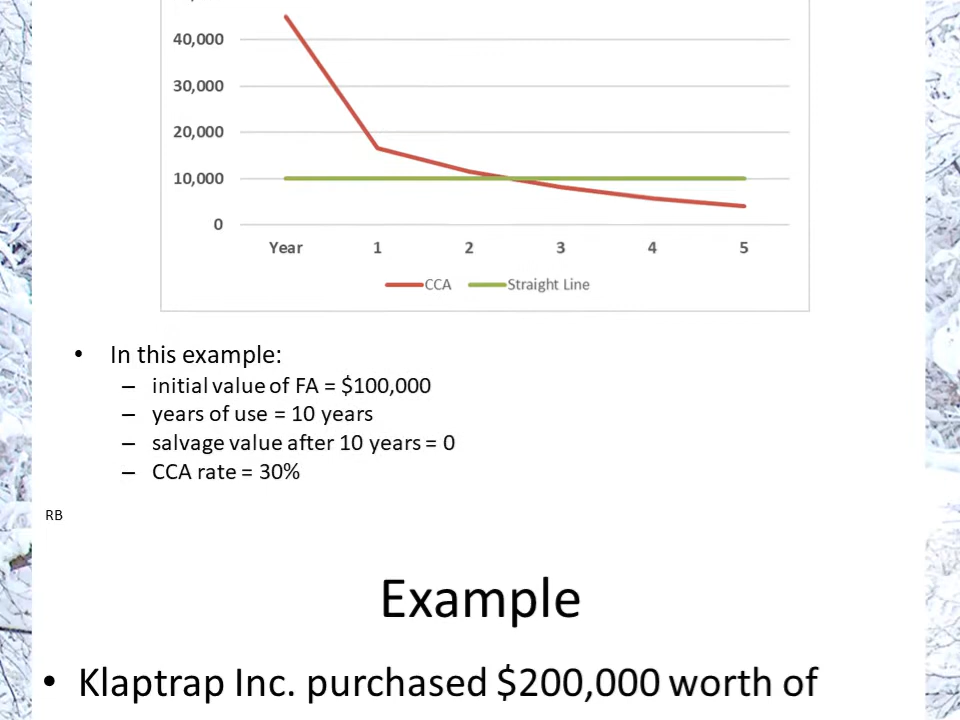 40,000
30,000
20,000
10,000
0
Year 1 2 3 4 5
CCA Straight Line
• In this example:
– initial value of FA = $100,000
– years of use = 10 years
– salvage value after 10 years = 0
– CCA rate = 30%
RB
Example
• Klaptrap Inc. purchased $200,000 worth of